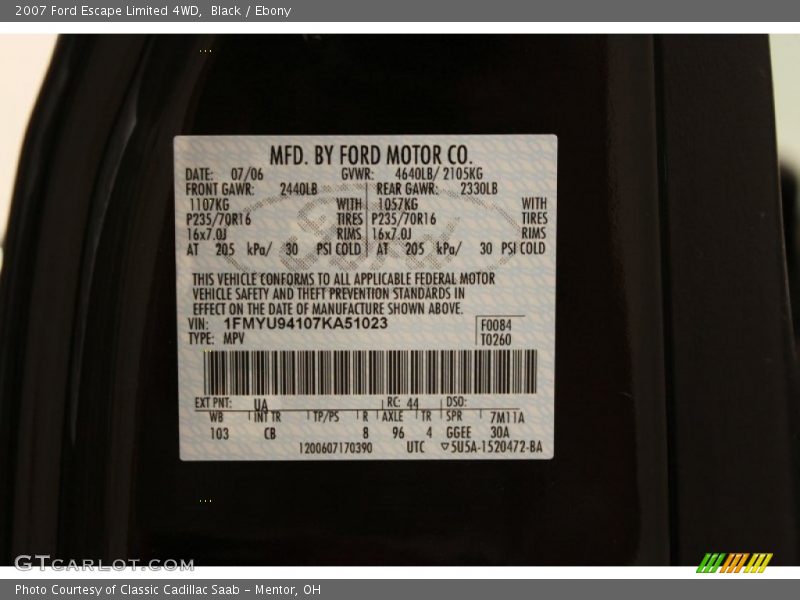 2007 Ford Escape Limited 4WD, Black / Ebony
MFD. BY FORD MOTOR CO.
DATE: 07/06 GVWR: 4640LB/ 2105KG
FRONT GAWR: 2440LB REAR GAWR: 2330LB
1107KG WITH 1057KG WITH
P235/70R16 TIRES P235/70R16 TIRES
16x7.0J RIMS 16x7.0J RIMS
AT 205 kPa/ 30 PSI COLD AT 205 kPa/ 30 PSI COLD
THIS VEHICLE CONFORMS TO ALL APPLICABLE FEDERAL MOTOR
VEHICLE SAFETY AND THEFT PREVENTION STANDARDS IN
EFFECT ON THE DATE OF MANUFACTURE SHOWN ABOVE.
VIN: 1FMYU94107KA51023 F0084
TYPE: MPV T0260
EXT PNT: UA RC: 44 DSO:
WB INT TR TP/PS R AXLE TR SPR 7M11A
103 CB 8 96 4 GGEE 30A
1200607170390 UTC ▽5U5A-1520472-BA
GTCARLOT.COM
Photo Courtesy of Classic Cadillac Saab - Mentor, OH